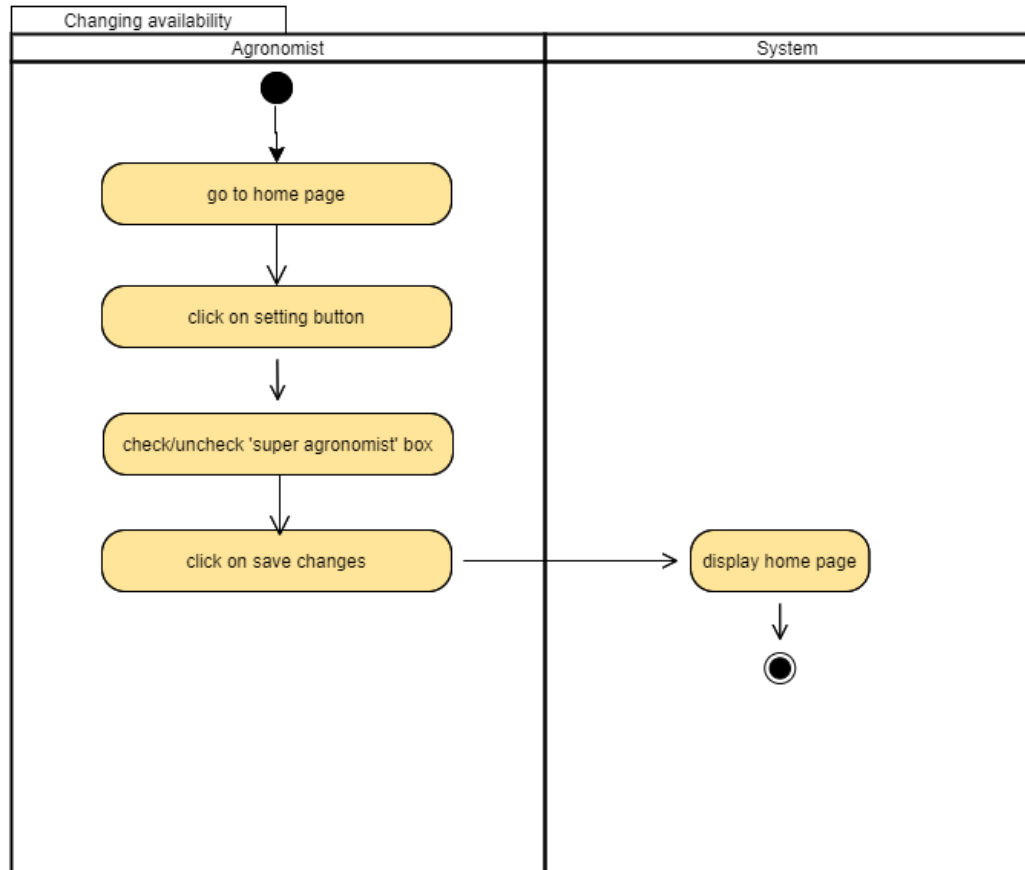 Changing availability
Agronomist
System
go to home page
click on setting button
check/uncheck 'super agronomist' box
click on save changes
display home page